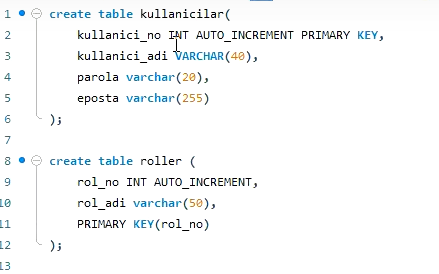 1 create table kullanicilar(
2 kullanici_no INT AUTO_INCREMENT PRIMARY KEY,
3 kullanici_adi VARCHAR(40),
4 parola varchar(20),
5 eposta varchar(255)
6 );
7
8 create table roller (
9 rol_no INT AUTO_INCREMENT,
10 rol_adi varchar(50),
11 PRIMARY KEY(rol_no)
12 );
13